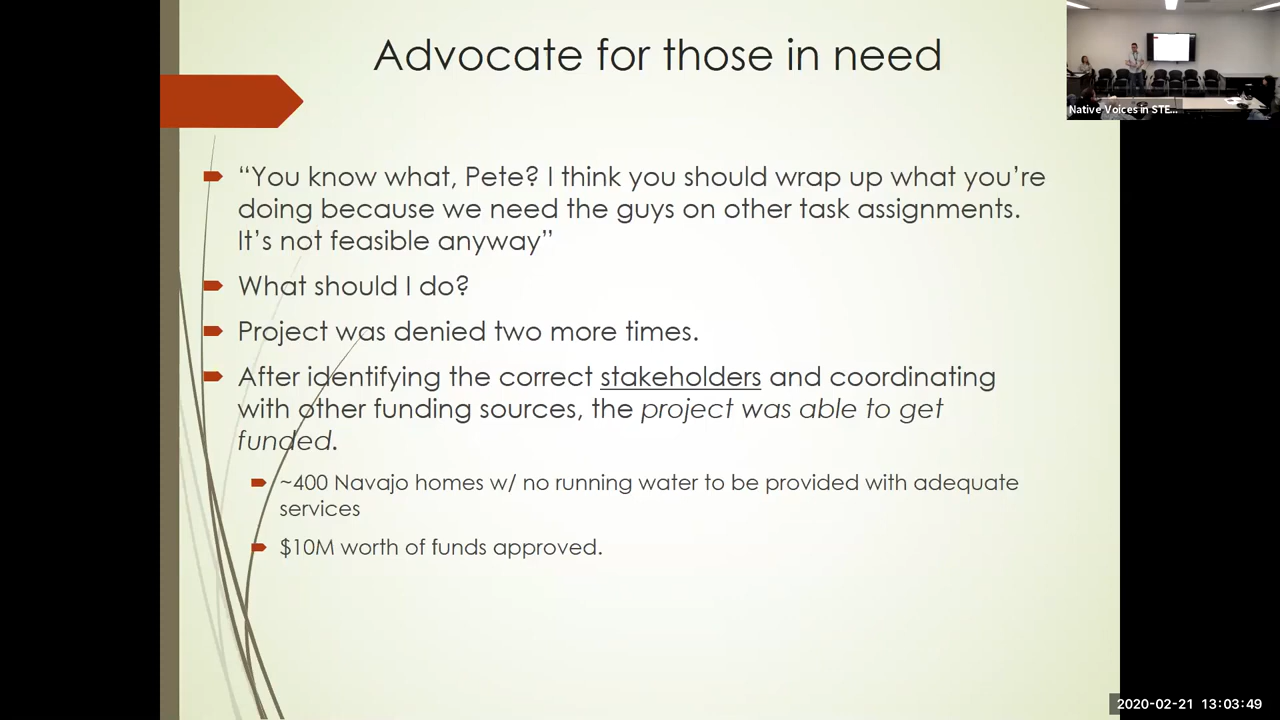 Advocate for those in need
Native Voices in STE...
“You know what, Pete? I think you should wrap up what you’re
doing because we need the guys on other task assignments.
It’s not feasible anyway”
What should I do?
Project was denied two more times.
After identifying the correct stakeholders and coordinating
with other funding sources, the project was able to get
funded.
~400 Navajo homes w/ no running water to be provided with adequate
services
$10M worth of funds approved.
2020-02-21 13:03:49